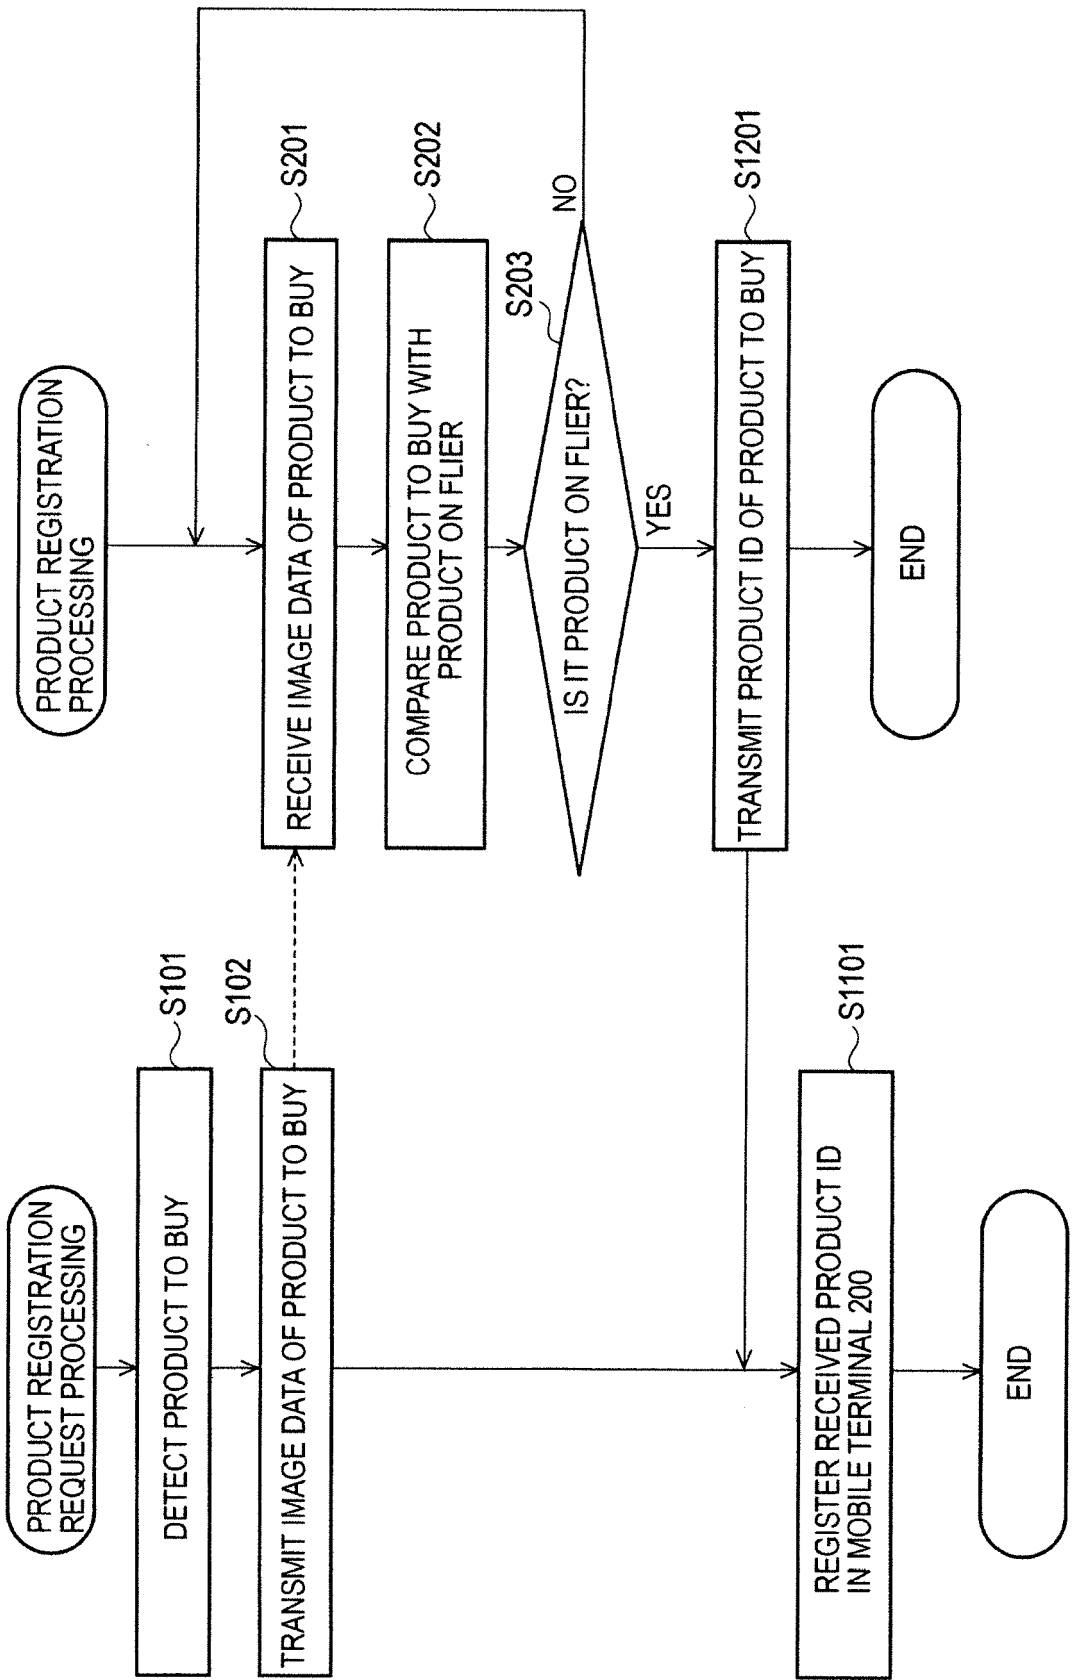 PRODUCT REGISTRATION
REQUEST PROCESSING
DETECT PRODUCT TO BUY
S101
TRANSMIT IMAGE DATA OF PRODUCT TO BUY
S102
REGISTER RECEIVED PRODUCT ID
IN MOBILE TERMINAL 200
S1101
END
PRODUCT REGISTRATION
PROCESSING
RECEIVE IMAGE DATA OF PRODUCT TO BUY
S201
COMPARE PRODUCT TO BUY WITH
PRODUCT ON FLIER
S202
IS IT PRODUCT ON FLIER?
S203
NO
YES
TRANSMIT PRODUCT ID OF PRODUCT TO BUY
S1201
END